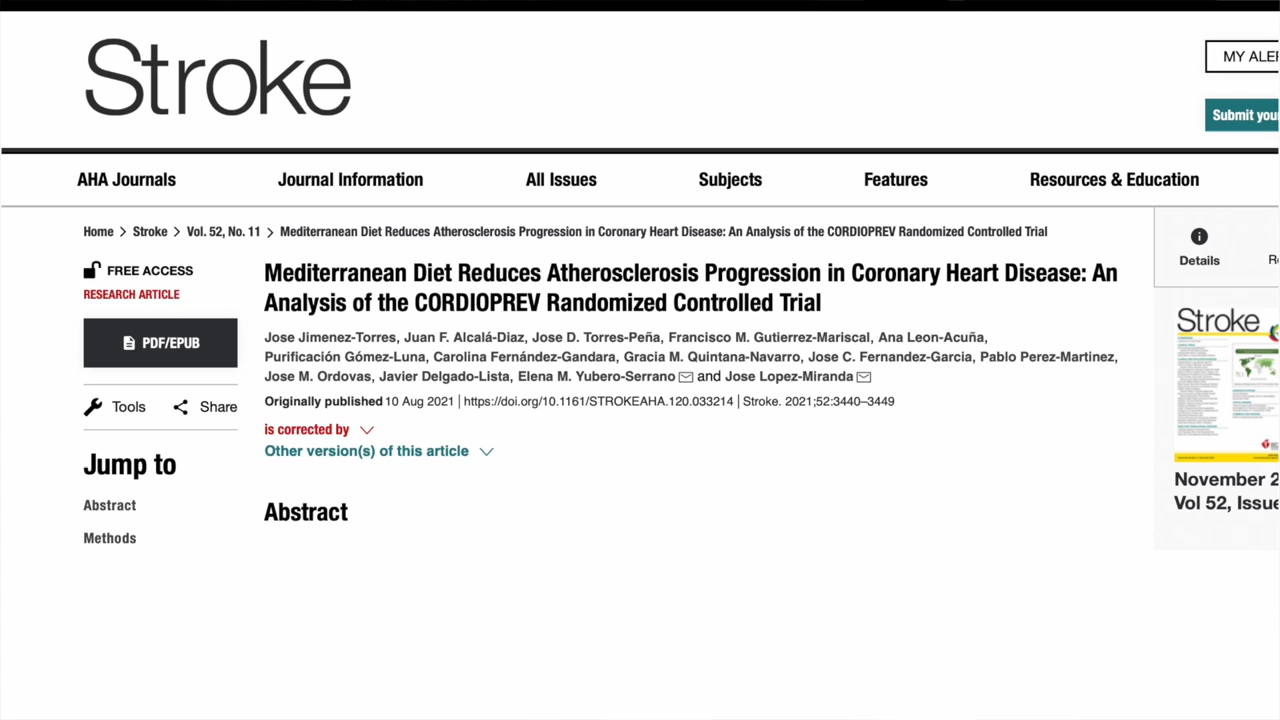 Stroke
MY ALE
Submit you
AHA Journals
Journal Information
All Issues
Subjects
Features
Resources & Education
Home > Stroke > Vol. 52, No. 11 > Mediterranean Diet Reduces Atherosclerosis Progression in Coronary Heart Disease: An Analysis of the CORDIOPREV Randomized Controlled Trial
FREE ACCESS
RESEARCH ARTICLE
PDF/EPUB
Tools
Share
Jump to
Abstract
Methods
Mediterranean Diet Reduces Atherosclerosis Progression in Coronary Heart Disease: An
Analysis of the CORDIOPREV Randomized Controlled Trial
Jose Jimenez-Torres, Juan F. Alcalá-Diaz, Jose D. Torres-Peña, Francisco M. Gutierrez-Mariscal, Ana Leon-Acuña,
Purificación Gómez-Luna, Carolina Fernández-Gandara, Gracia M. Quintana-Navarro, Jose C. Fernandez-Garcia, Pablo Perez-Martinez,
Jose M. Ordovas, Javier Delgado-Lista, Elena M. Yubero-Serrano and Jose Lopez-Miranda
Originally published 10 Aug 2021 | https://doi.org/10.1161/STROKEAHA.120.033214 | Stroke. 2021;52:3440–3449
is corrected by
Other version(s) of this article
Abstract
Details
Stroke
November 2
Vol 52, Issue